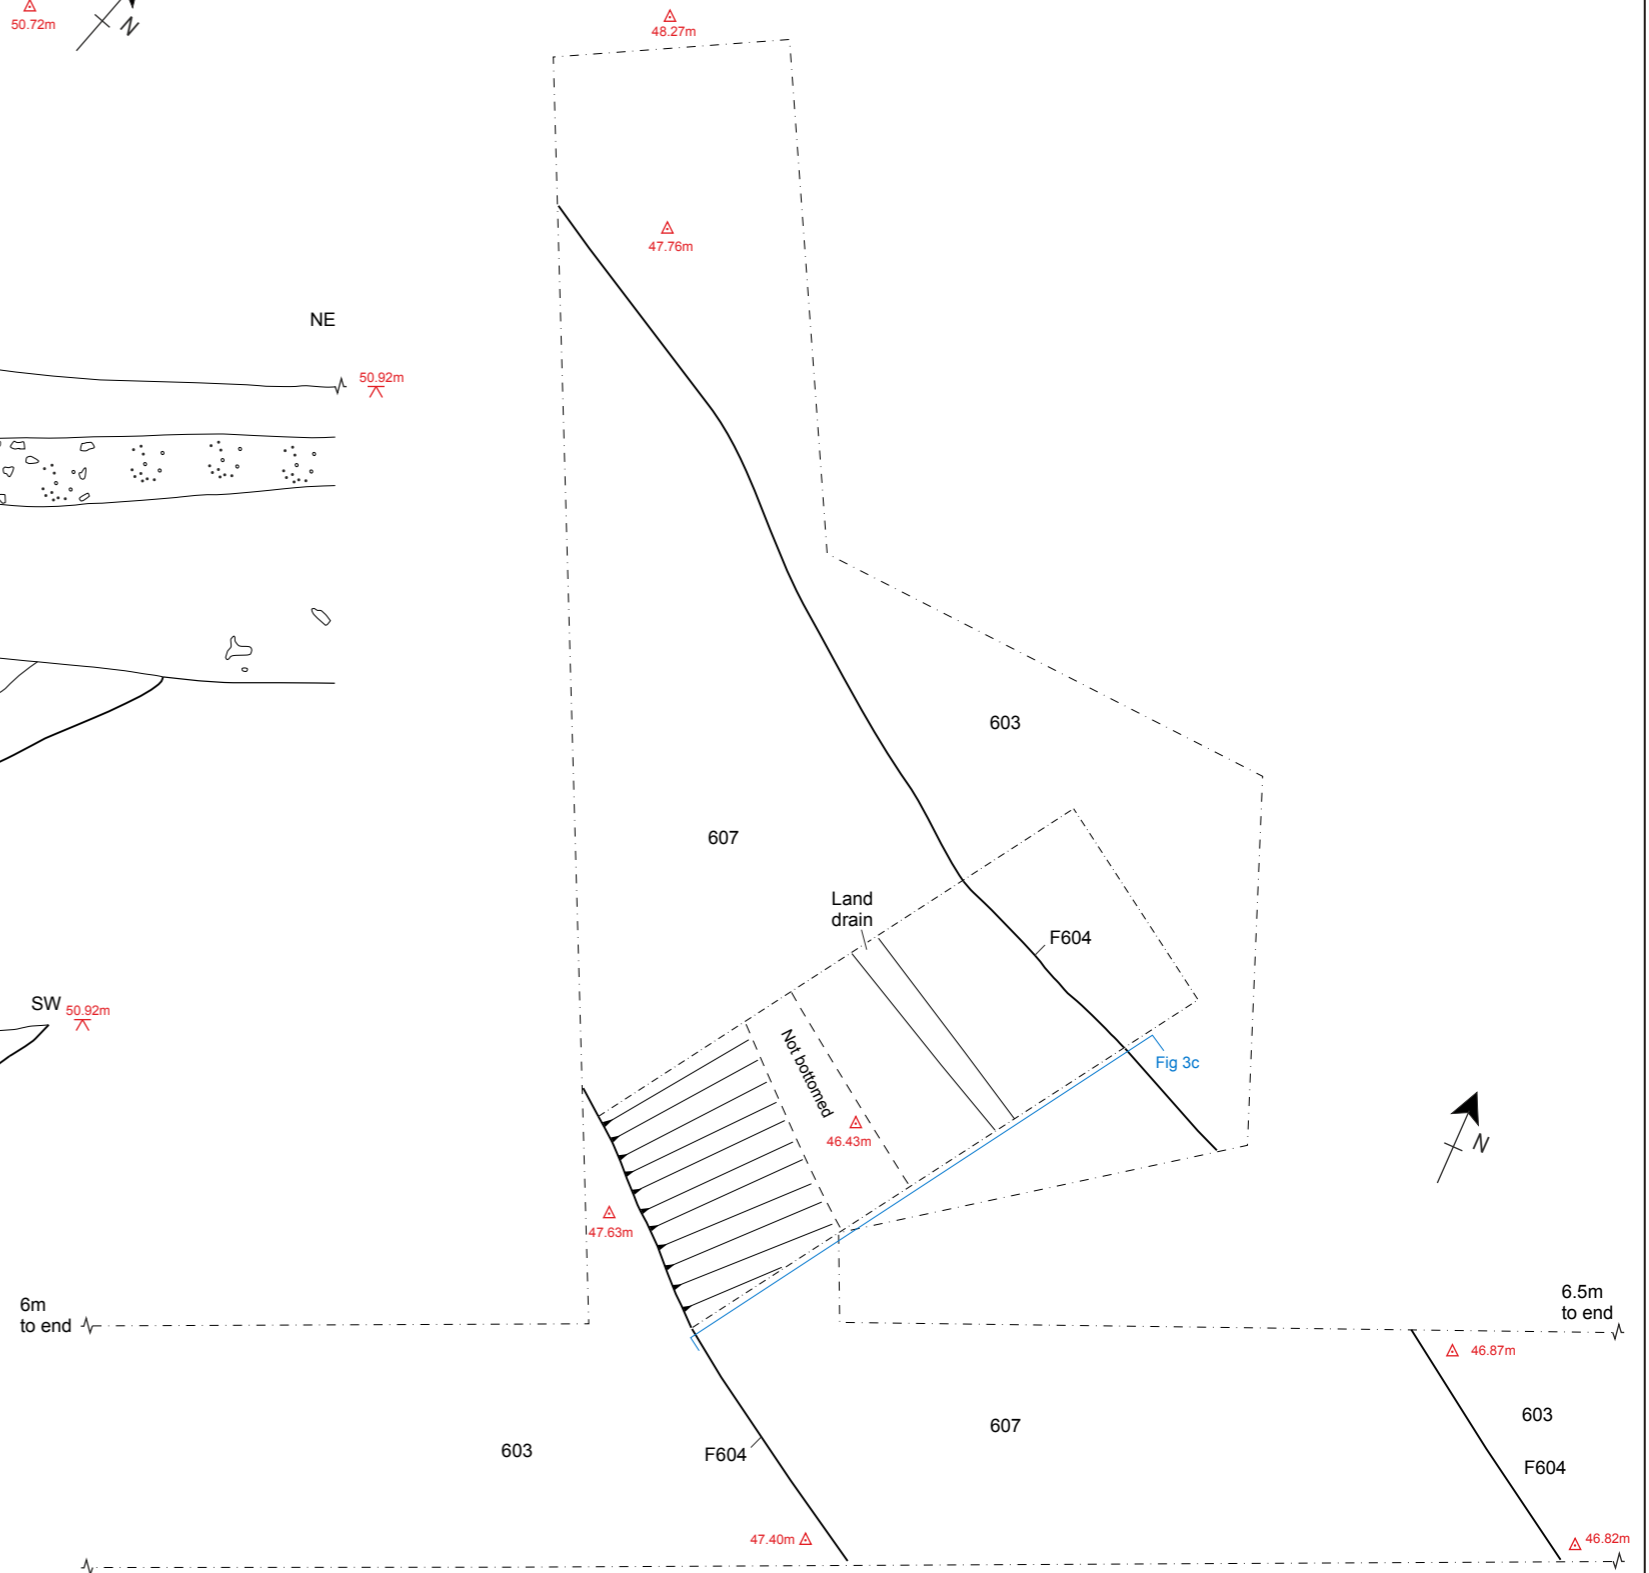 50.72m
N
48.27m
47.76m
NE
50.92m
603
607
Land
drain
F604
SW
50.92m
Not bottomed
Fig 3c
46.43m
N
47.63m
6m
to end
6.5m
to end
46.87m
603
607
603
F604
F604
47.40m
46.82m